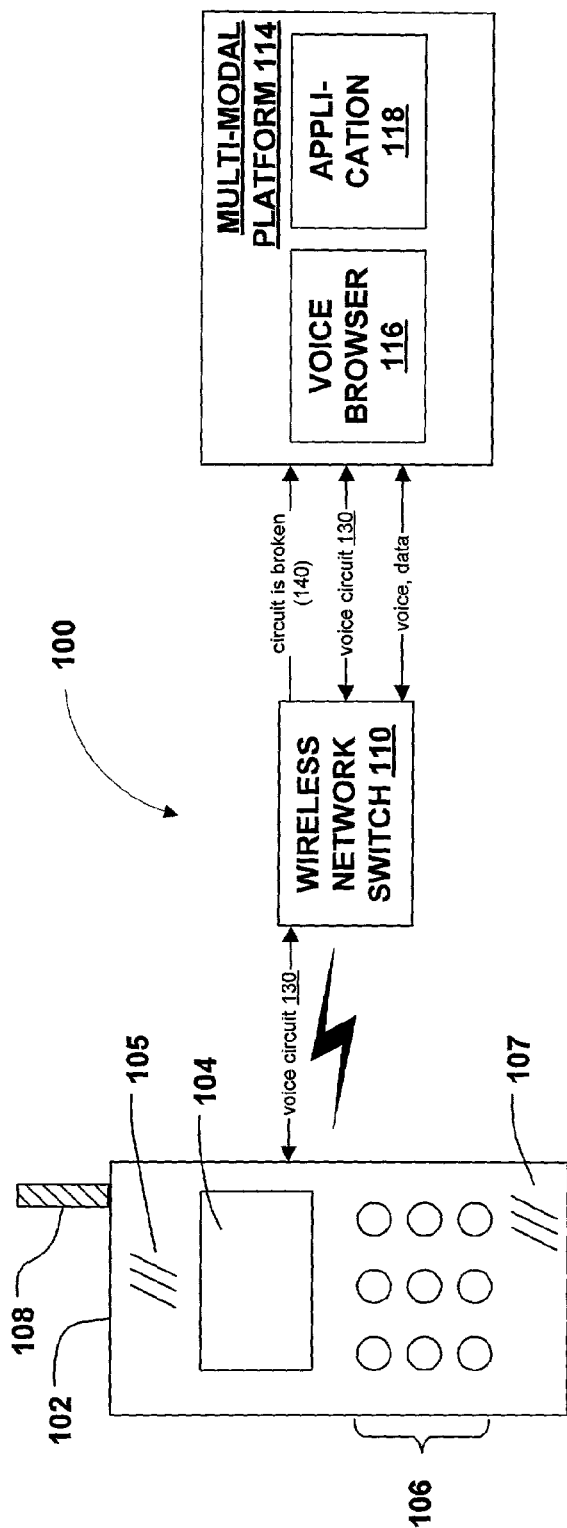 100
108
102
105
104
106
107
voice circuit 130
WIRELESS
NETWORK
SWITCH 110
circuit is broken
(140)
voice circuit 130
voice, data
MULTI-MODAL
PLATFORM 114
VOICE
BROWSER
116
APPLI-
CATION
118